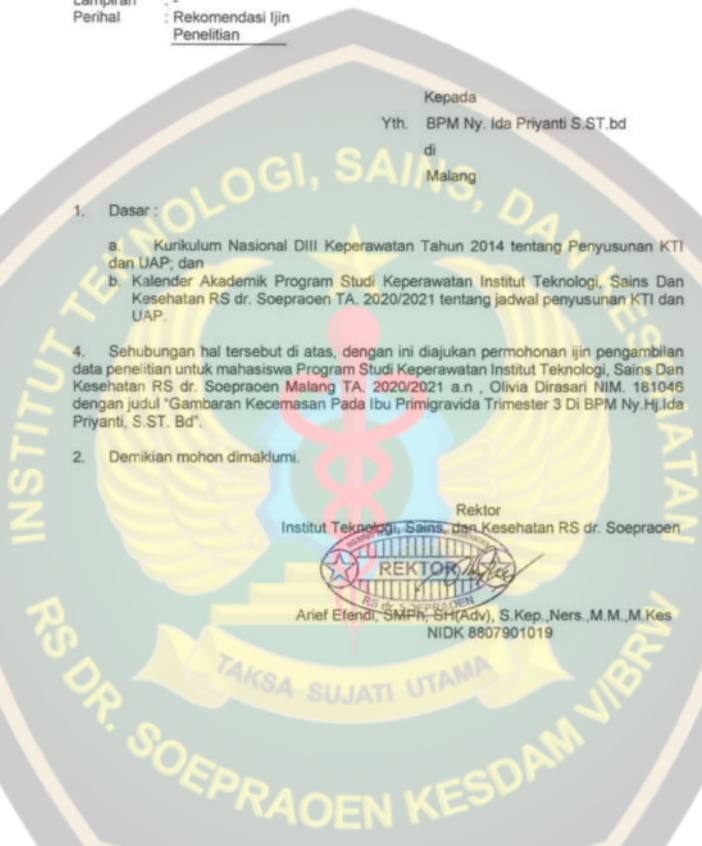 Lampiran : -
Perihal : Rekomendasi Ijin
Penelitian
Kepada
Yth. BPM Ny. Ida Priyanti S.ST.bd
di
Malang
1. Dasar :
a. Kurikulum Nasional DIII Keperawatan Tahun 2014 tentang Penyusunan KTI
dan UAP; dan
b. Kalender Akademik Program Studi Keperawatan Institut Teknologi, Sains Dan
Kesehatan RS dr. Soepraoen TA. 2020/2021 tentang jadwal penyusunan KTI dan
UAP.
4. Sehubungan hal tersebut di atas, dengan ini diajukan permohonan ijin pengambilan
data penelitian untuk mahasiswa Program Studi Keperawatan Institut Teknologi, Sains Dan
Kesehatan RS dr. Soepraoen Malang TA. 2020/2021 a.n , Olivia Dirasari NIM. 181046
dengan judul "Gambaran Kecemasan Pada Ibu Primigravida Trimester 3 Di BPM Ny.Hj.Ida
Priyanti, S.ST. Bd".
2. Demikian mohon dimaklumi.
Rektor
Institut Teknologi, Sains, dan Kesehatan RS dr. Soepraoen
REKTOR
RS dr. SOEPRAOEN
Arief Efendi, SMPh, SH(Adv), S.Kep.,Ners.,M.M.,M.Kes
NIDK 8807901019
INSTITUT TEKNOLOGI, SAINS, DAN KESEHATAN
TAKSA SUJATI UTAMA
RS DR. SOEPRAOEN KESDAM V/BRW